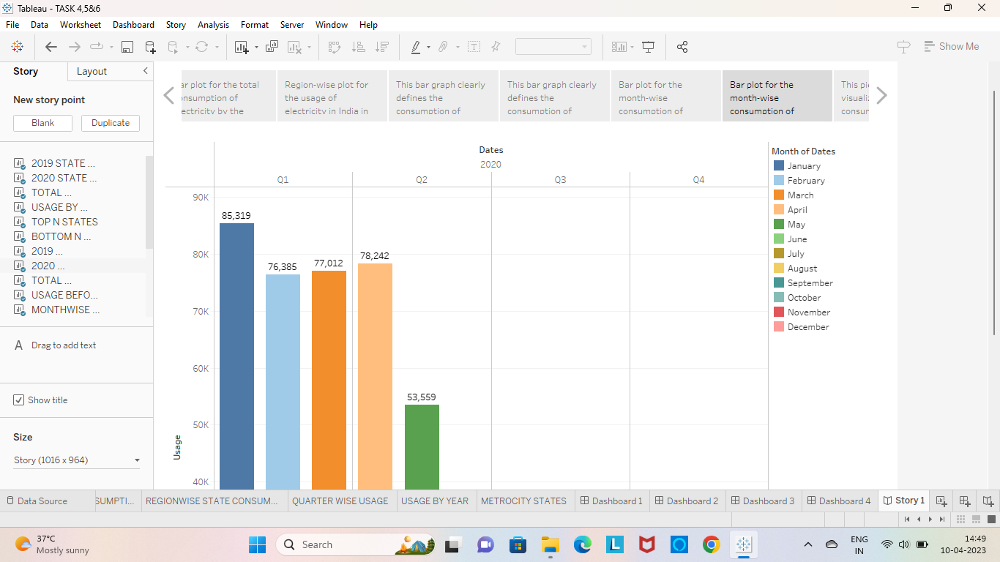 Tableau - TASK 4,5&6
File Data Worksheet Dashboard Story Analysis Format Server Window Help
Show Me
Story Layout
New story point
Blank Duplicate
2019 STATE ...
2020 STATE ...
TOTAL ...
USAGE BY ...
TOP N STATES
BOTTOM N ...
2019 ...
2020 ...
TOTAL ...
USAGE BEFO...
MONTHWISE ...
A Drag to add text
Show title
Size
Story (1016 x 964)
ar plot for the total
onsumption of
ectricity by the
Region-wise plot for
the usage of
electricity in India in
This bar graph clearly
defines the
consumption of
This bar graph clearly
defines the
consumption of
Bar plot for the
month-wise
consumption of
Bar plot for the
month-wise
consumption of
This pie
visualiz
consum
Dates
2020
Q1 Q2 Q3 Q4
90K
80K
70K
60K
50K
40K
Usage
85,319
76,385
77,012
78,242
53,559
Month of Dates
January
February
March
April
May
June
July
August
September
October
November
December
Data Source SUMPTI... REGIONWISE STATE CONSUM... QUARTER WISE USAGE USAGE BY YEAR METROCITY STATES Dashboard 1 Dashboard 2 Dashboard 3 Dashboard 4 Story 1
37°C
Mostly sunny
Search
ENG
IN
14:49
10-04-2023